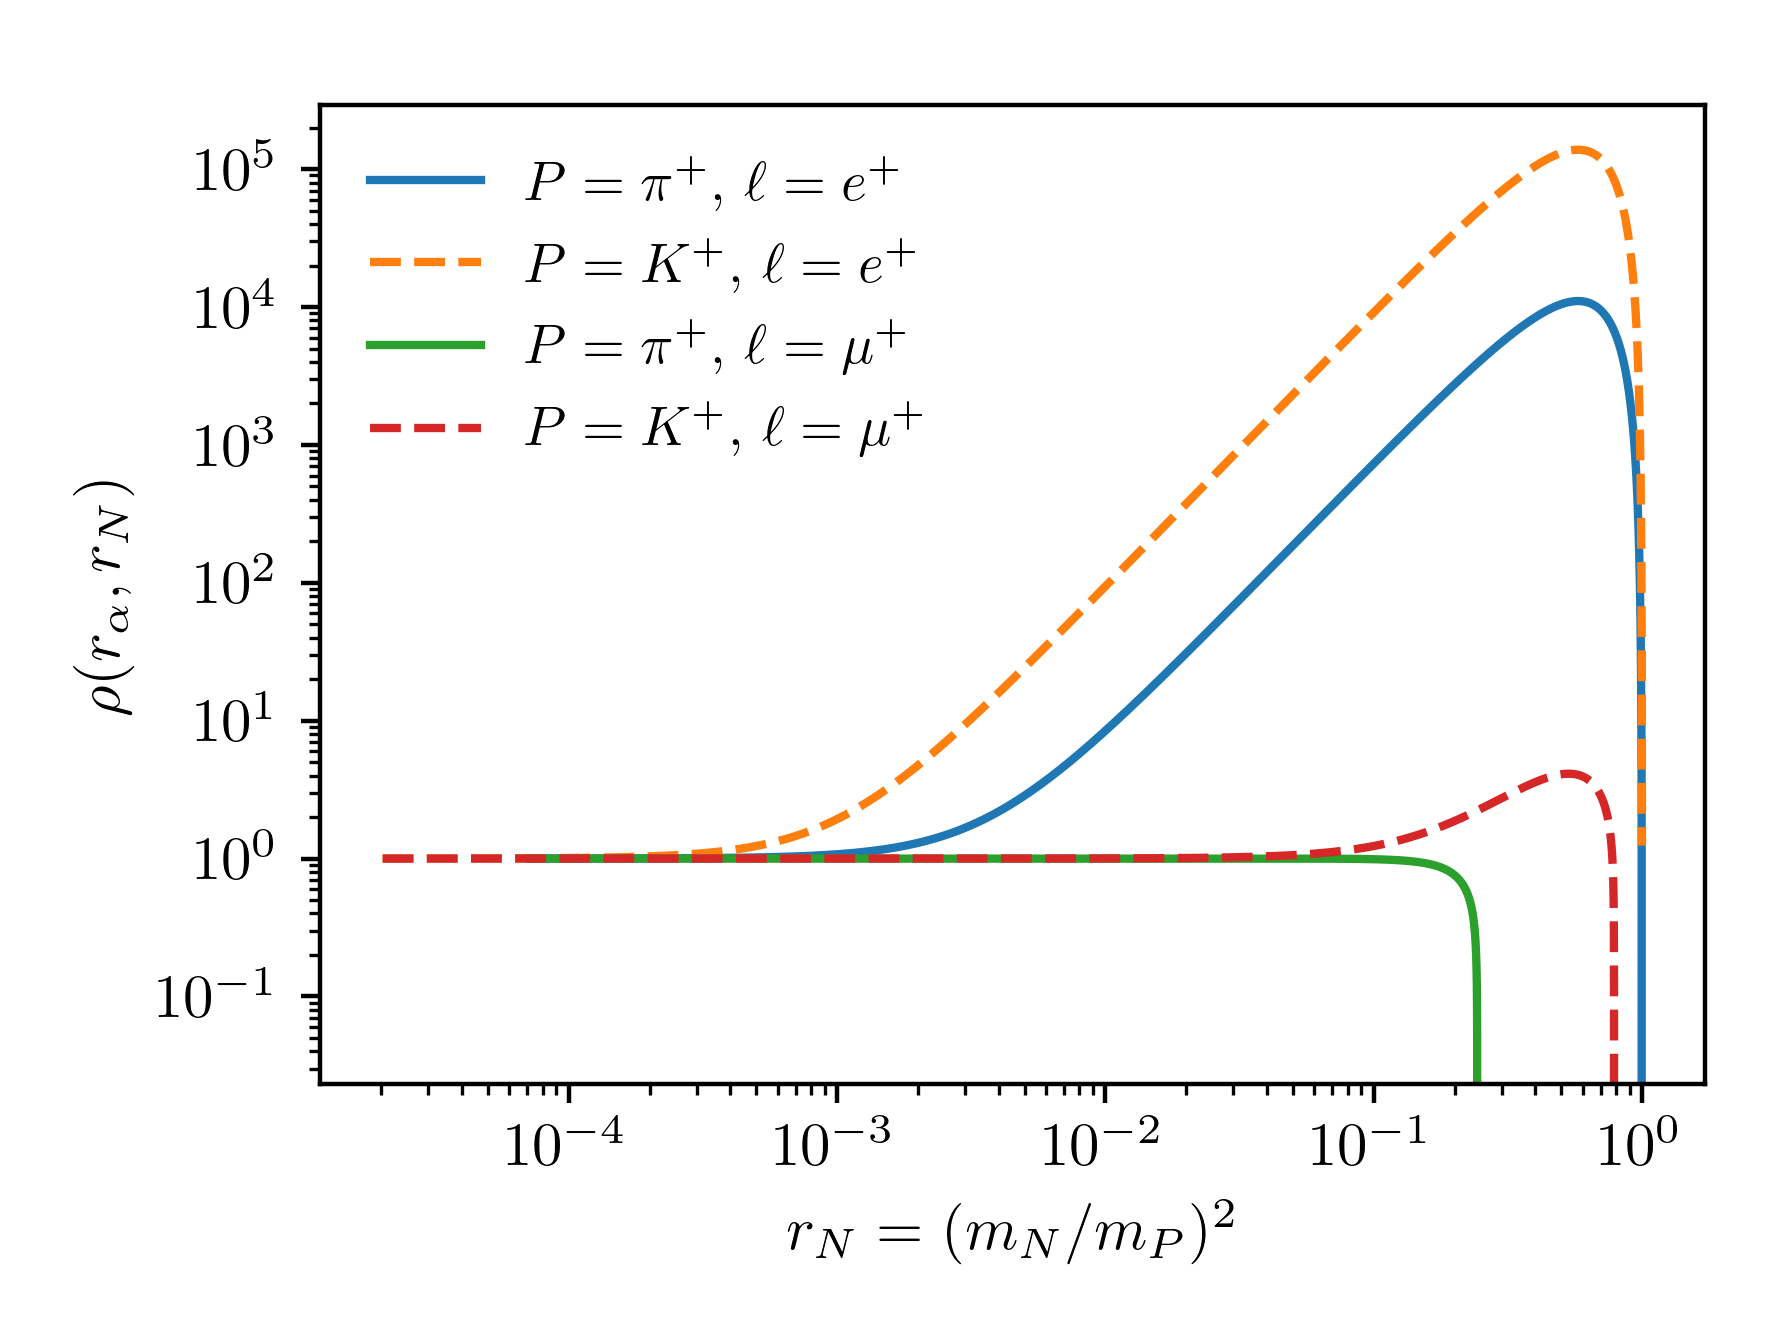 P = π⁺, ℓ = e⁺
P = K⁺, ℓ = e⁺
P = π⁺, ℓ = μ⁺
P = K⁺, ℓ = μ⁺
10⁵
10⁴
10³
10²
10¹
10⁰
10⁻¹
ρ(r_α, r_N)
10⁻⁴ 10⁻³ 10⁻² 10⁻¹ 10⁰
r_N = (m_N/m_P)²